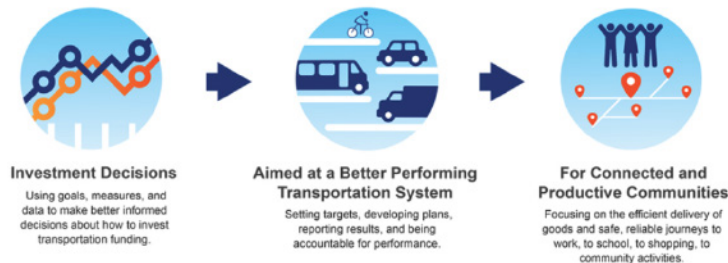 Investment Decisions
Using goals, measures, and
data to make better informed
decisions about how to invest
transportation funding.
Aimed at a Better Performing
Transportation System
Setting targets, developing plans,
reporting results, and being
accountable for performance.
For Connected and
Productive Communities
Focusing on the efficient delivery of
goods and safe, reliable journeys to
work, to school, to shopping, to
community activities.